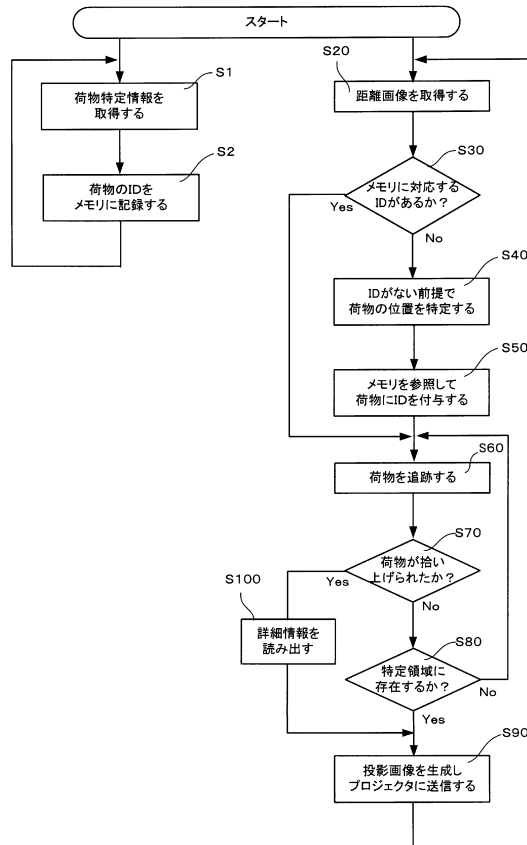 スタート
S1
荷物特定情報を
取得する
S2
荷物のIDを
メモリに記録する
S20
距離画像を取得する
S30
メモリに対応する
IDがあるか？
Yes
No
S40
IDがない前提で
荷物の位置を特定する
S50
メモリを参照して
荷物にIDを付与する
S60
荷物を追跡する
S70
荷物が拾い
上げられたか？
Yes
No
S100
詳細情報を
読み出す
S80
特定領域に
存在するか？
No
Yes
S90
投影画像を生成し
プロジェクタに送信する